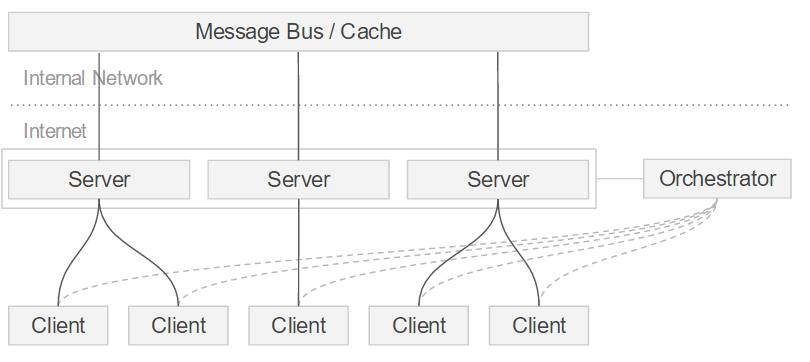 Message Bus / Cache
Internal Network
Internet
Server
Server
Server
Orchestrator
Client
Client
Client
Client
Client